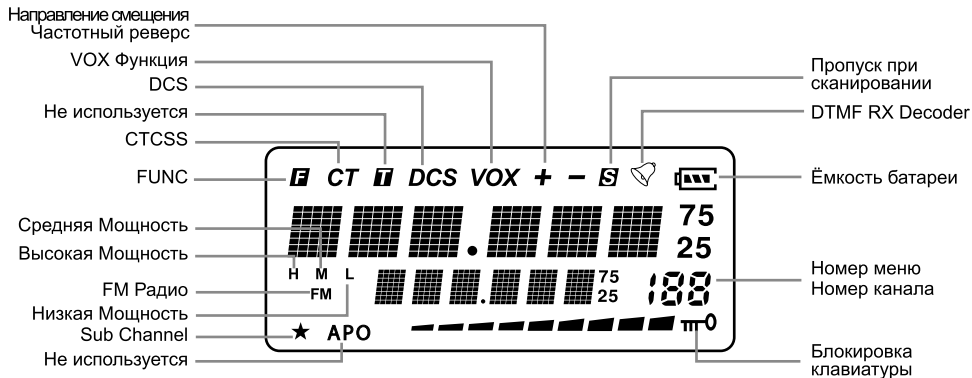 Направление смещения
Частотный реверс
VOX Функция
DCS
Не используется
CTCSS
FUNC
Средняя Мощность
Высокая Мощность
FM Радио
Низкая Мощность
Sub Channel
Не используется
F CT T DCS VOX + − S
75
25
H M L
FM
75
25
188
★ APO
Пропуск при
сканировании
DTMF RX Decoder
Ёмкость батареи
Номер меню
Номер канала
Блокировка
клавиатуры